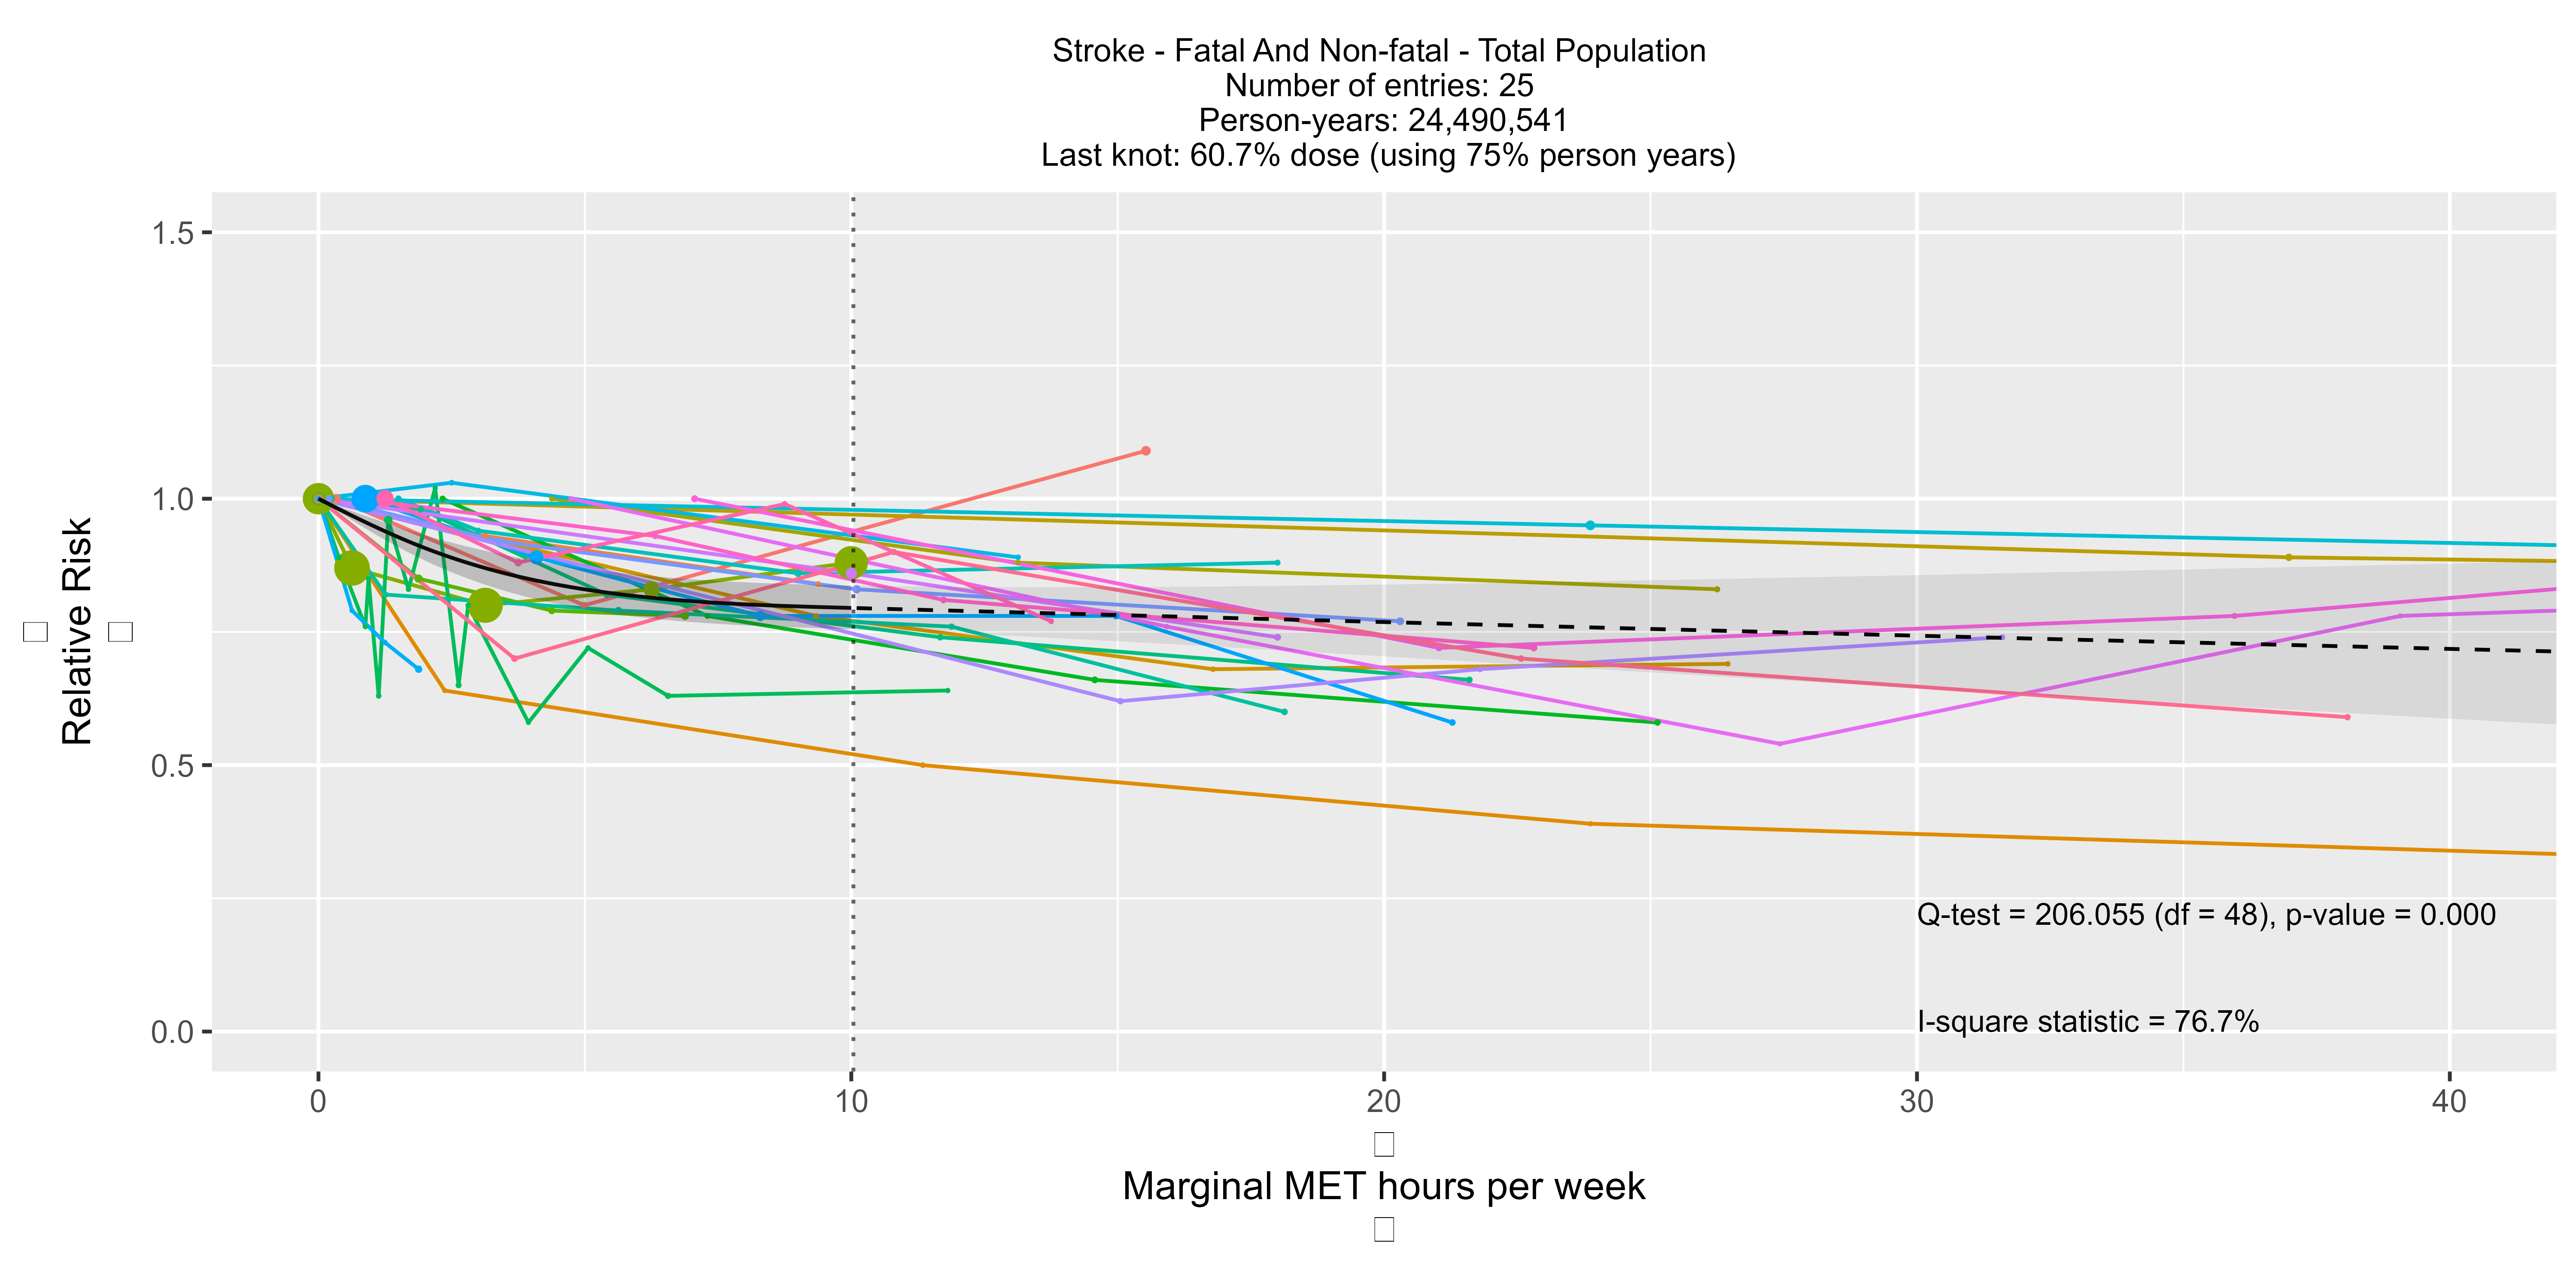 Stroke - Fatal And Non-fatal - Total Population
Number of entries: 25
Person-years: 24,490,541
Last knot: 60.7% dose (using 75% person years)
1.5
1.0
0.5
0.0
Relative Risk
Q-test = 206.055 (df = 48), p-value = 0.000
I-square statistic = 76.7%
0 10 20 30 40
Marginal MET hours per week